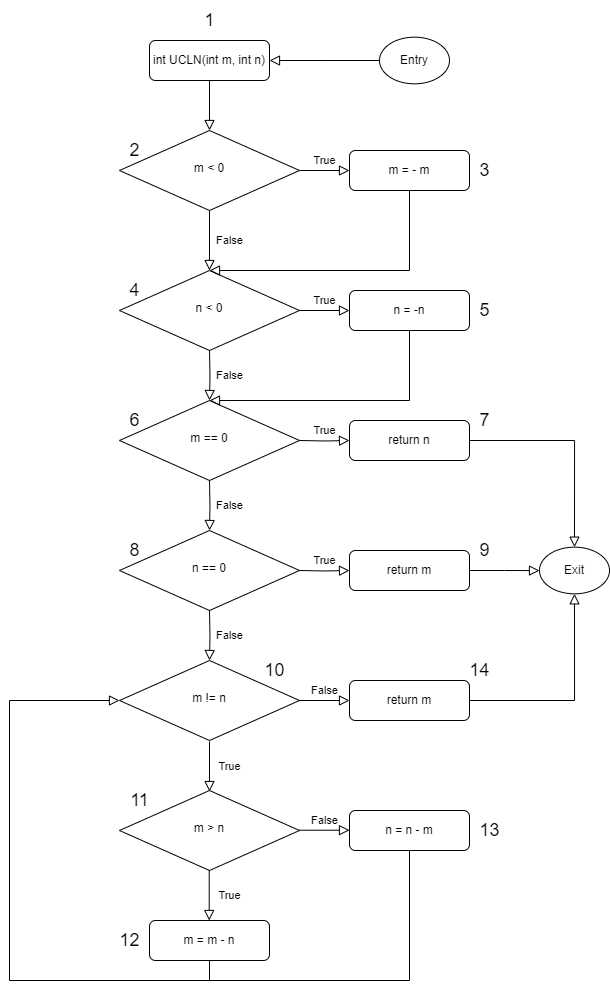 1
int UCLN(int m, int n)
Entry
2
m < 0
True
m = - m
3
False
4
n < 0
True
n = -n
5
False
6
m == 0
True
return n
7
False
8
n == 0
True
return m
9
Exit
False
10
m != n
False
return m
14
True
11
m > n
False
n = n - m
13
True
12
m = m - n